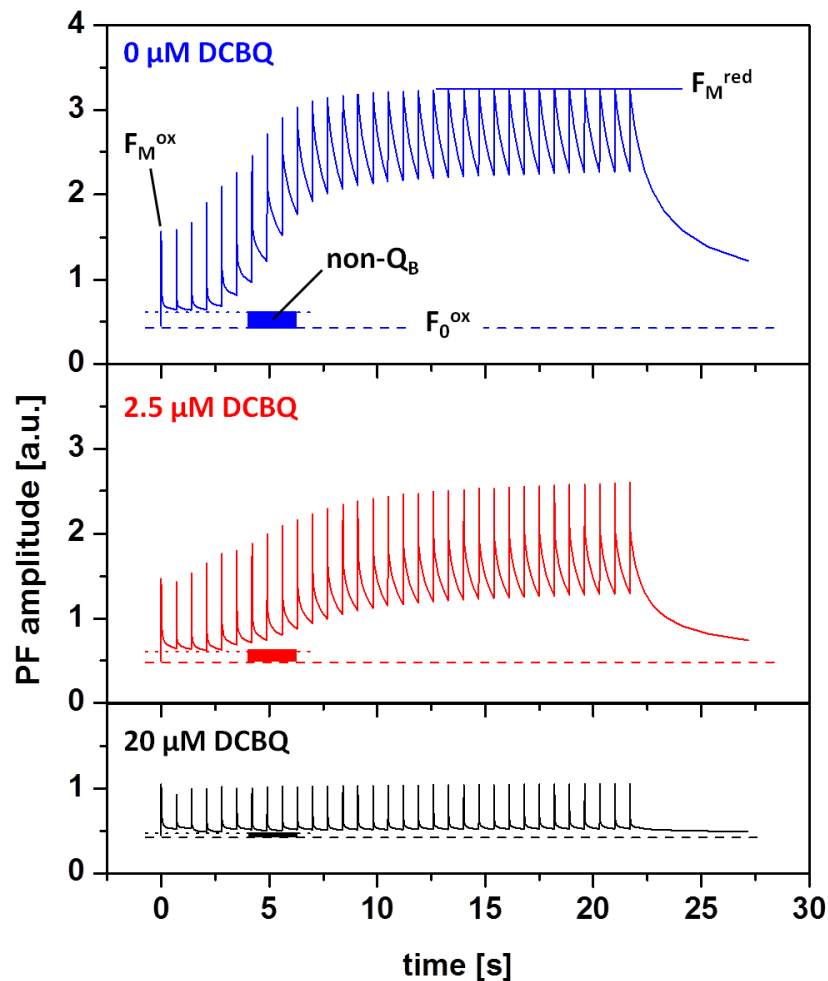 4
0 µM DCBQ
F_M^red
F_M^ox
3
2
non-Q_B
1
F_0^ox
0
2.5 µM DCBQ
3
2
1
0
20 µM DCBQ
1
0
0 5 10 15 20 25 30
PF amplitude [a.u.]
time [s]